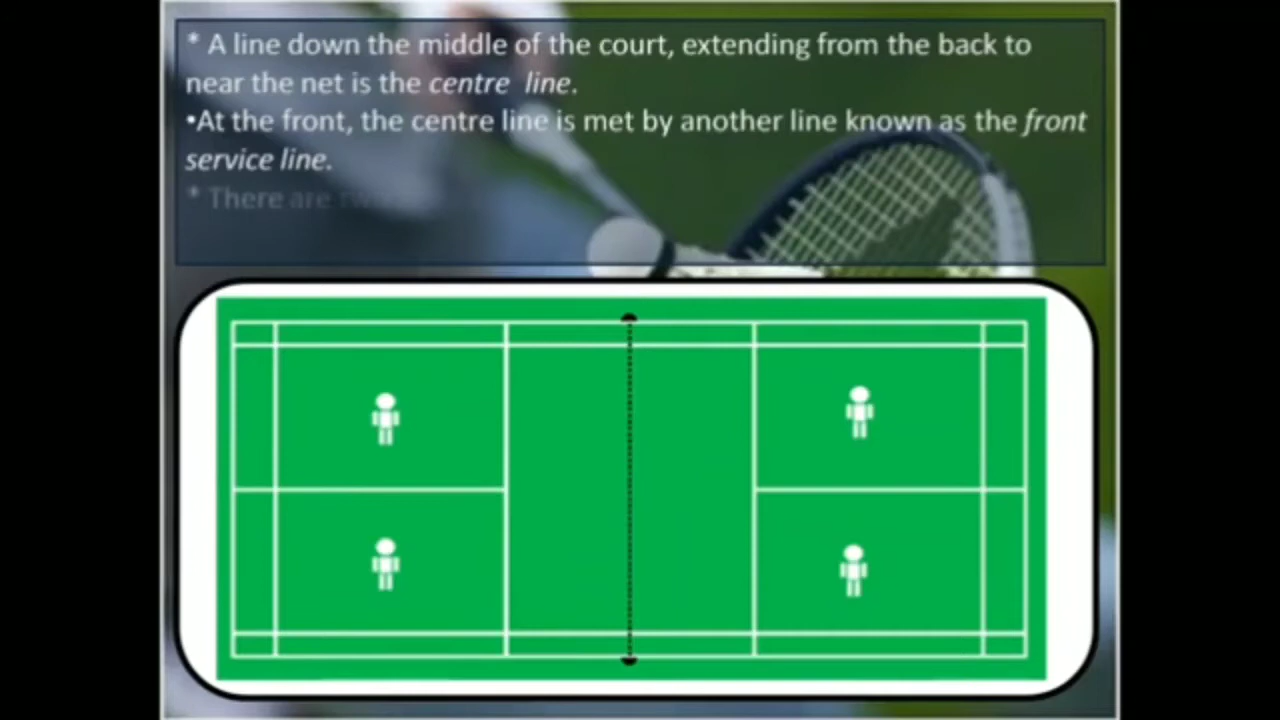 * A line down the middle of the court, extending from the back to
near the net is the centre line.
•At the front, the centre line is met by another line known as the front
service line.
* There are two